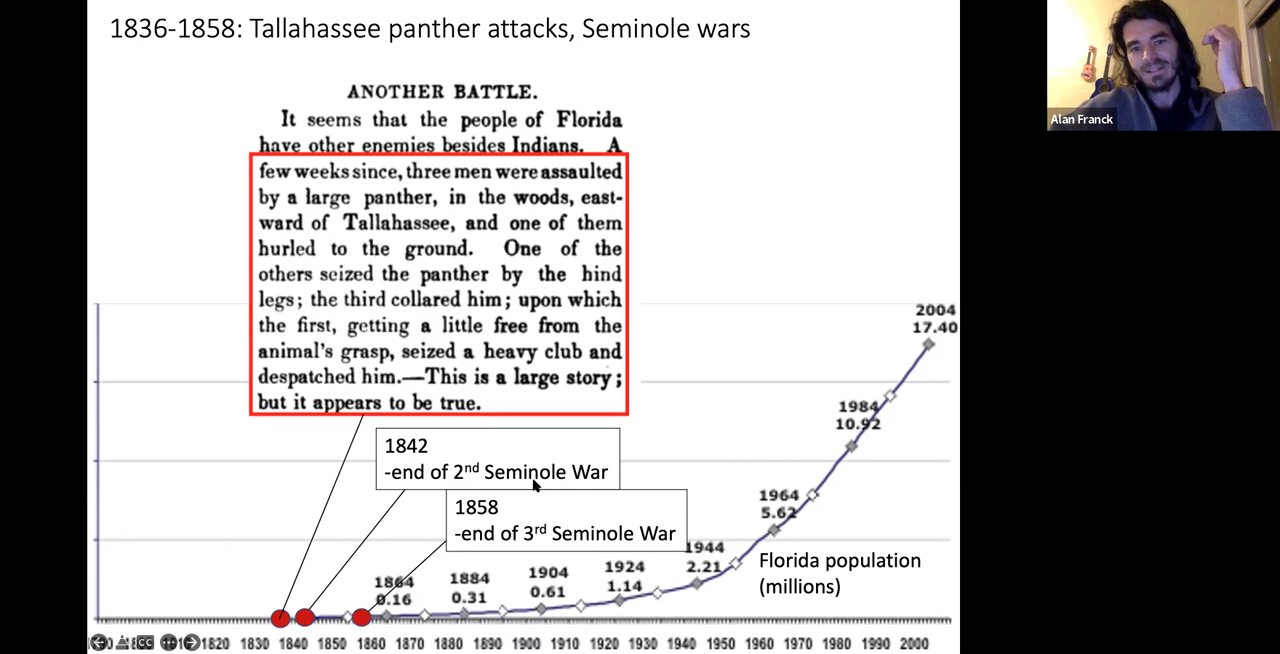 1836-1858: Tallahassee panther attacks, Seminole wars
Alan Franck
ANOTHER BATTLE.
It seems that the people of Florida
have other enemies besides Indians. A
few weeks since, three men were assaulted
by a large panther, in the woods, east-
ward of Tallahassee, and one of them
hurled to the ground. One of the
others seized the panther by the hind
legs; the third collared him; upon which
the first, getting a little free from the
animal's grasp, seized a heavy club and
despatched him.—This is a large story;
but it appears to be true.
1842
-end of 2nd Seminole War
1858
-end of 3rd Seminole War
2004
17.40
1984
10.92
1964
5.62
1944
2.21
1924
1.14
1904
0.61
1884
0.31
1864
0.16
Florida population
(millions)
1820 1830 1840 1850 1860 1870 1880 1890 1900 1910 1920 1930 1940 1950 1960 1970 1980 1990 2000